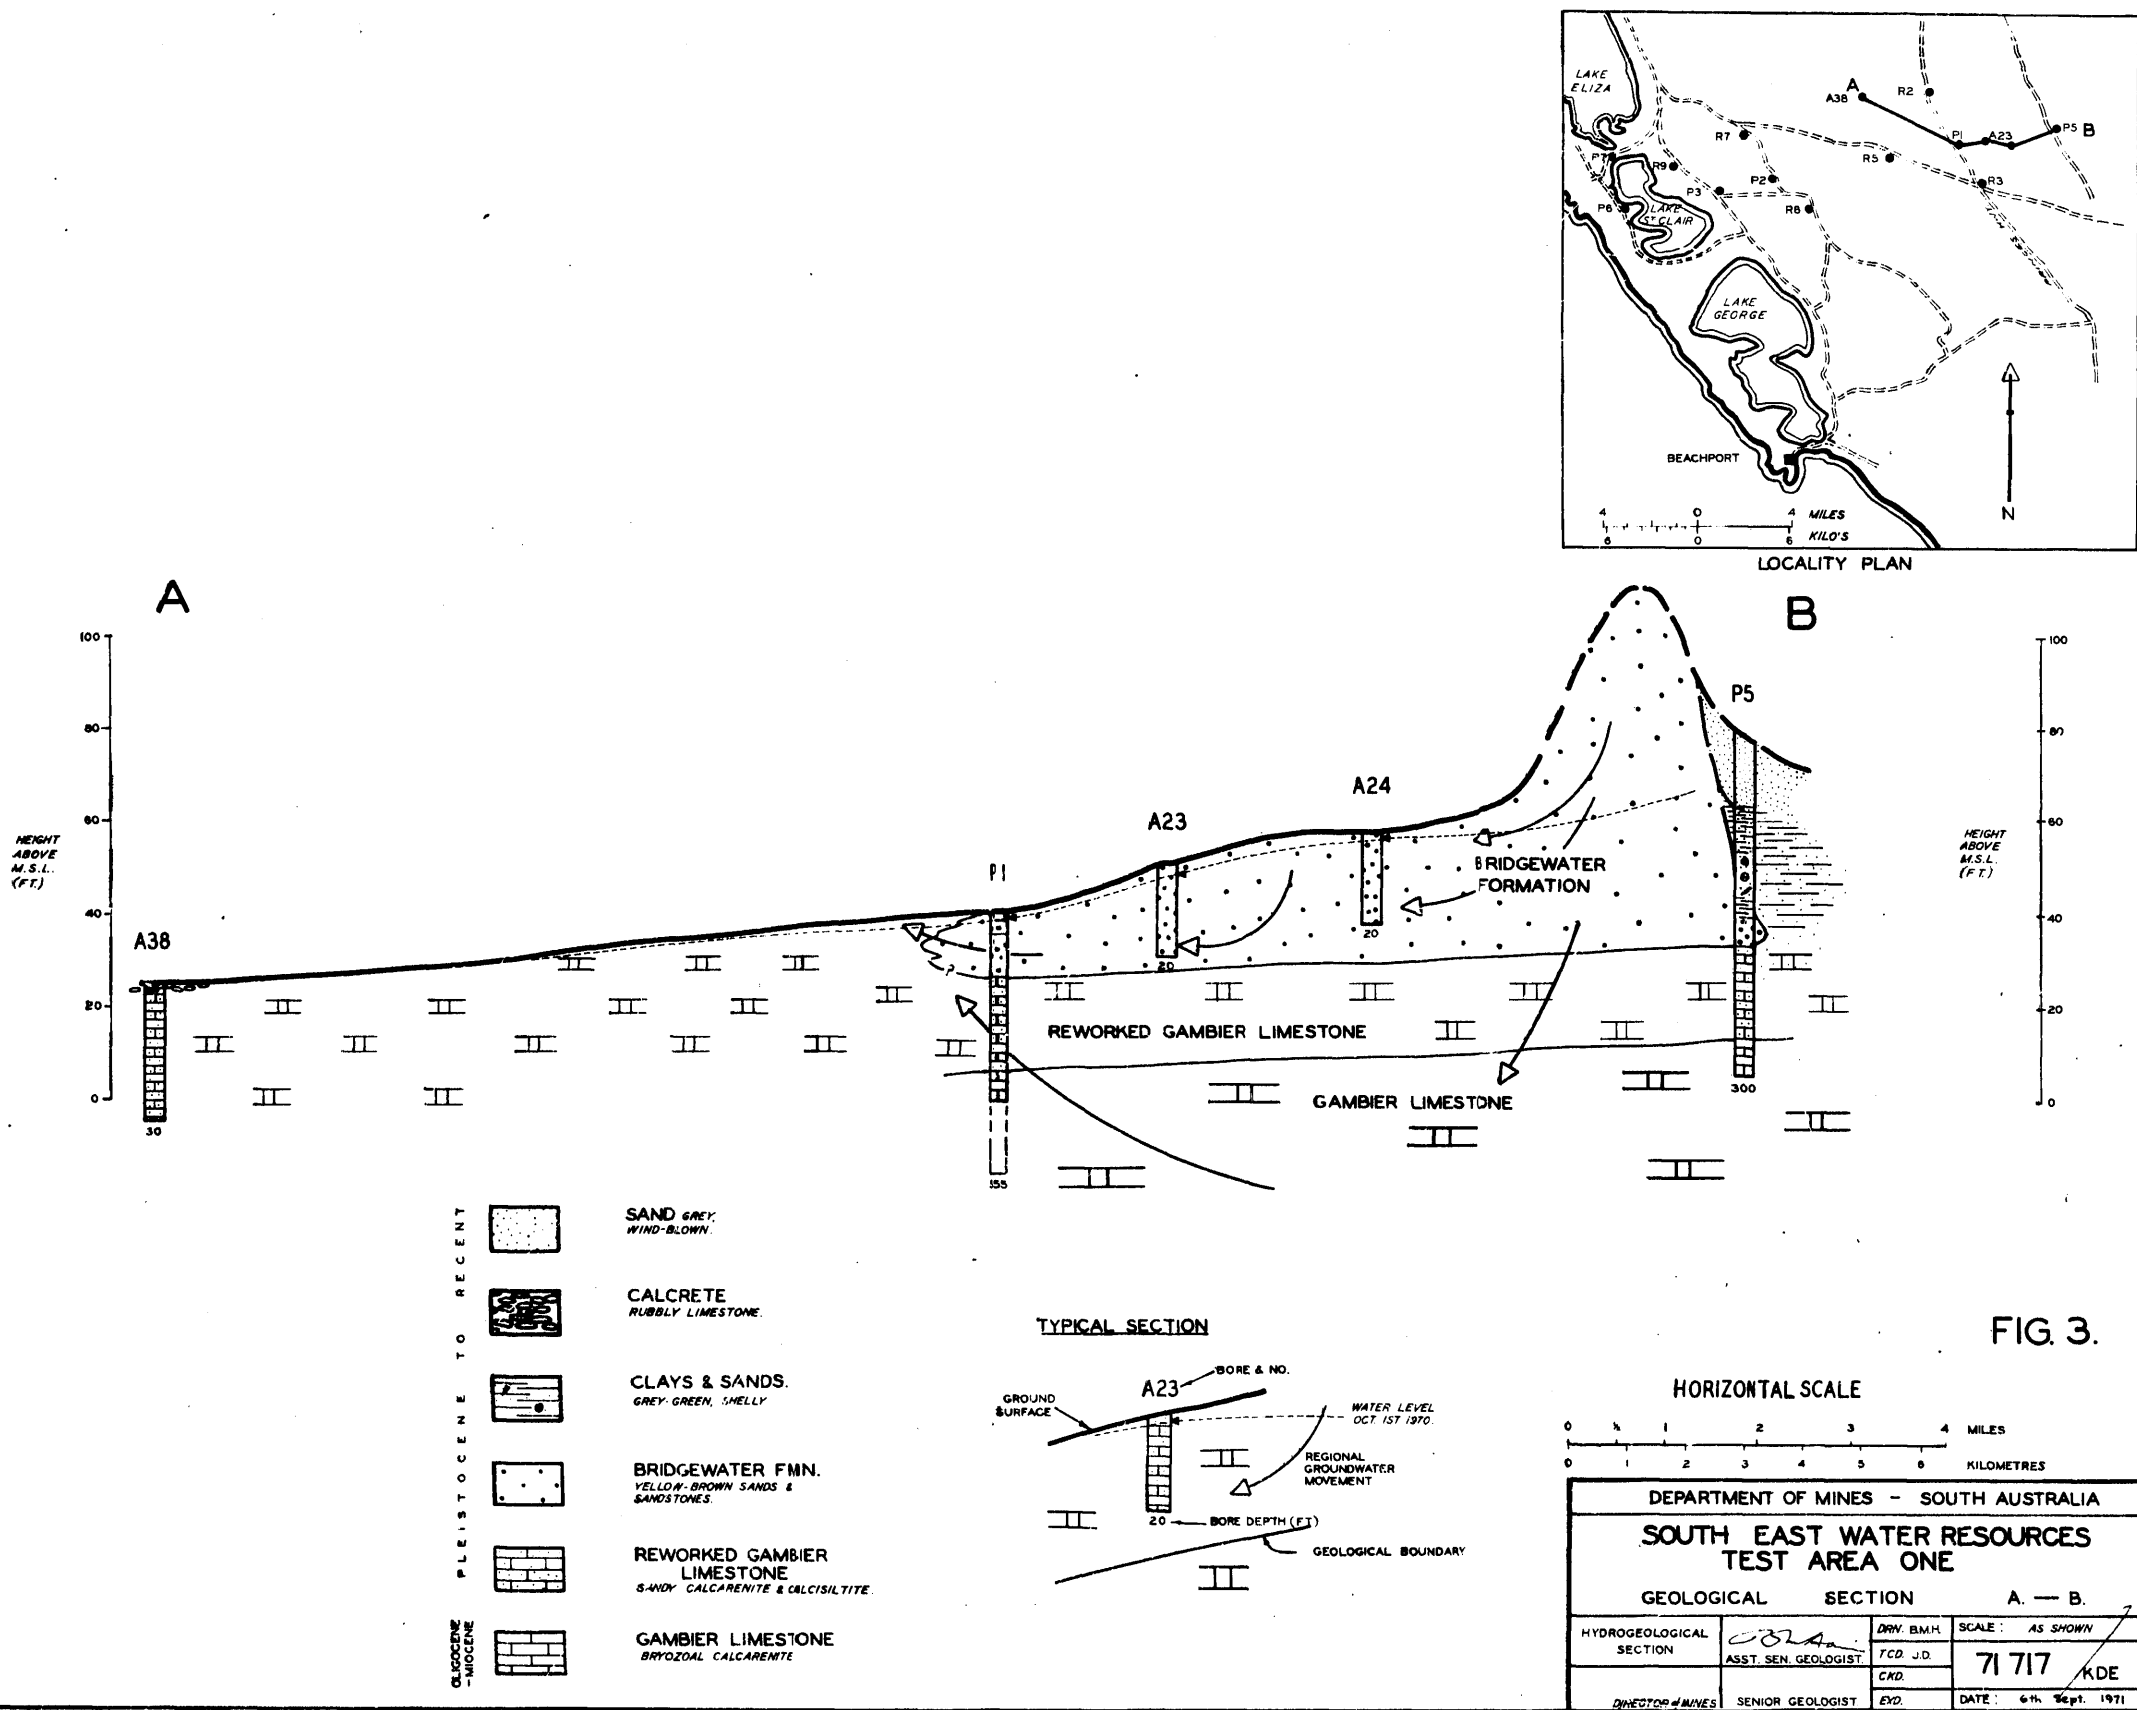 LAKE
ELIZA
A
A38
R2
P1
A23
P5 B
R7
R5
P7
R9
P3
P2
R3
P6
LAKE
ST CLAIR
R8
LAKE
GEORGE
BEACHPORT
N
4 0 4 MILES
6 0 6 KILO'S
LOCALITY PLAN
A
B
100
80
60
40
20
0
HEIGHT
ABOVE
M.S.L.
(FT.)
100
80
60
40
20
0
HEIGHT
ABOVE
M.S.L.
(FT.)
A38
P1
A23
A24
P5
BRIDGEWATER
FORMATION
?
20
20
REWORKED GAMBIER LIMESTONE
GAMBIER LIMESTONE
30
155
300
PLEISTOCENE TO RECENT
OLIGOCENE
-MIOCENE
SAND GREY,
WIND-BLOWN.
CALCRETE
RUBBLY LIMESTONE.
CLAYS & SANDS.
GREY-GREEN, SHELLY
BRIDGEWATER FMN.
YELLOW-BROWN SANDS &
SANDSTONES.
REWORKED GAMBIER
LIMESTONE
SANDY CALCARENITE & CALCISILTITE.
GAMBIER LIMESTONE
BRYOZOAL CALCARENITE
TYPICAL SECTION
BORE & NO.
A23
GROUND
SURFACE
WATER LEVEL
OCT. 1ST 1970.
REGIONAL
GROUNDWATER
MOVEMENT
20
BORE DEPTH (FT)
GEOLOGICAL BOUNDARY
FIG. 3.
HORIZONTAL SCALE
0 ½ 1 2 3 4 MILES
0 1 2 3 4 5 6 KILOMETRES
DEPARTMENT OF MINES - SOUTH AUSTRALIA
SOUTH EAST WATER RESOURCES
TEST AREA ONE
GEOLOGICAL SECTION A. — B.
HYDROGEOLOGICAL
SECTION
ASST. SEN. GEOLOGIST.
DIRECTOR of MINES
SENIOR GEOLOGIST
DRN. B.M.H.
TCD. J.D.
CKD.
EXD.
SCALE: AS SHOWN
71 717 KDE
DATE: 6th Sept. 1971